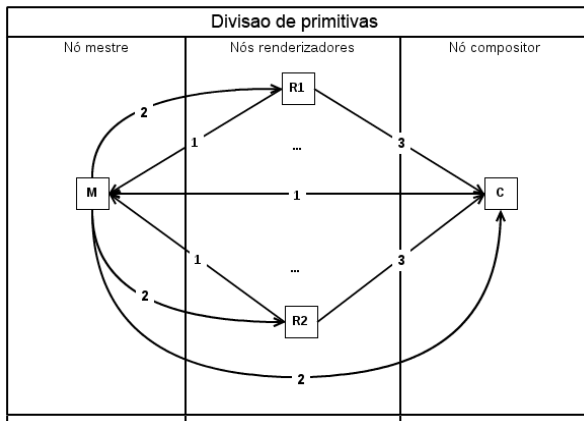 Divisao de primitivas
Nó mestre
Nós renderizadores
Nó compositor
R1
2
1
3
...
M
1
C
1
...
3
2
R2
2